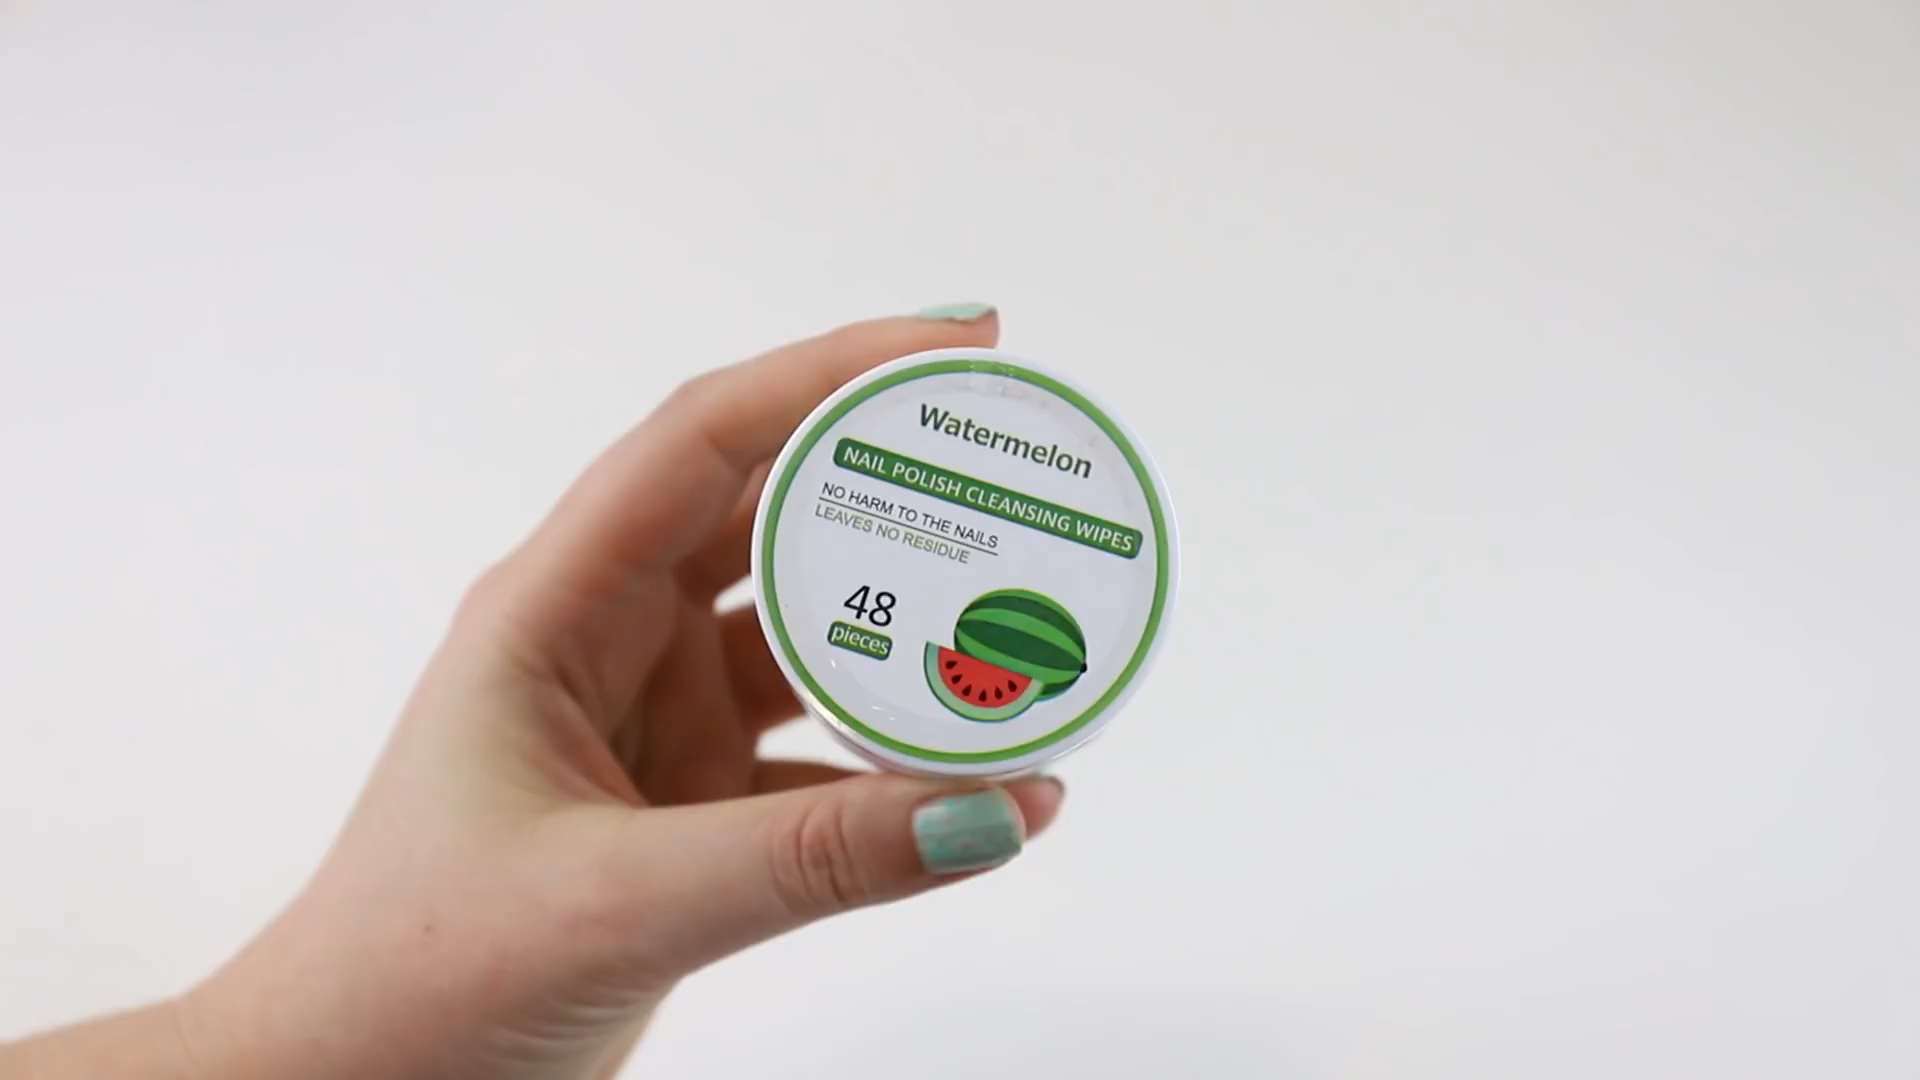 Watermelon
NAIL POLISH CLEANSING WIPES
NO HARM TO THE NAILS
LEAVES NO RESIDUE
48
pieces